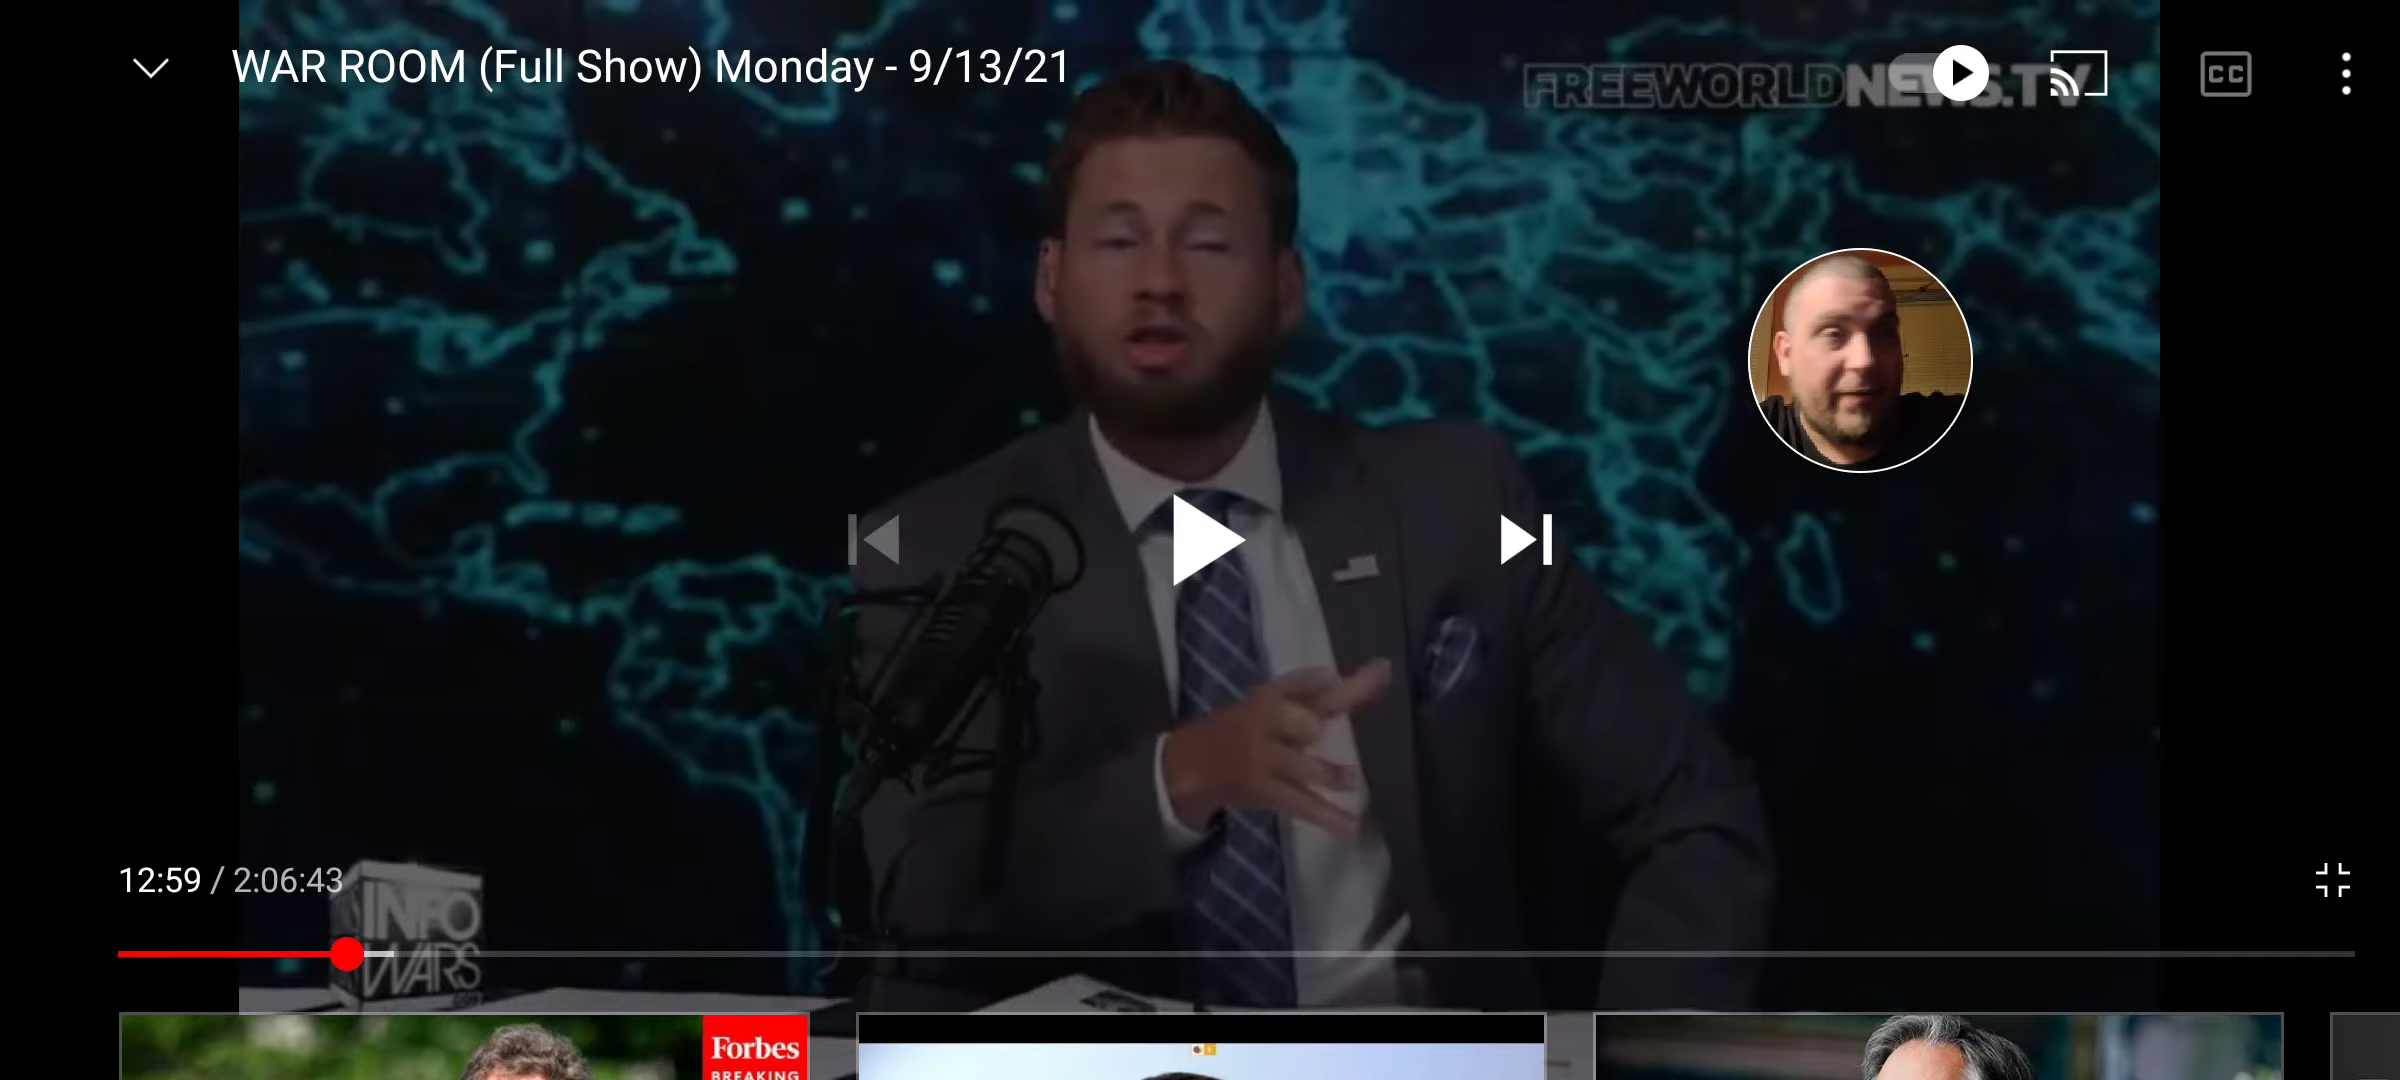 WAR ROOM (Full Show) Monday - 9/13/21
FREEWORLDNEWS.TV
CC
12:59 / 2:06:43
INFO
WARS
Forbes
BREAKING